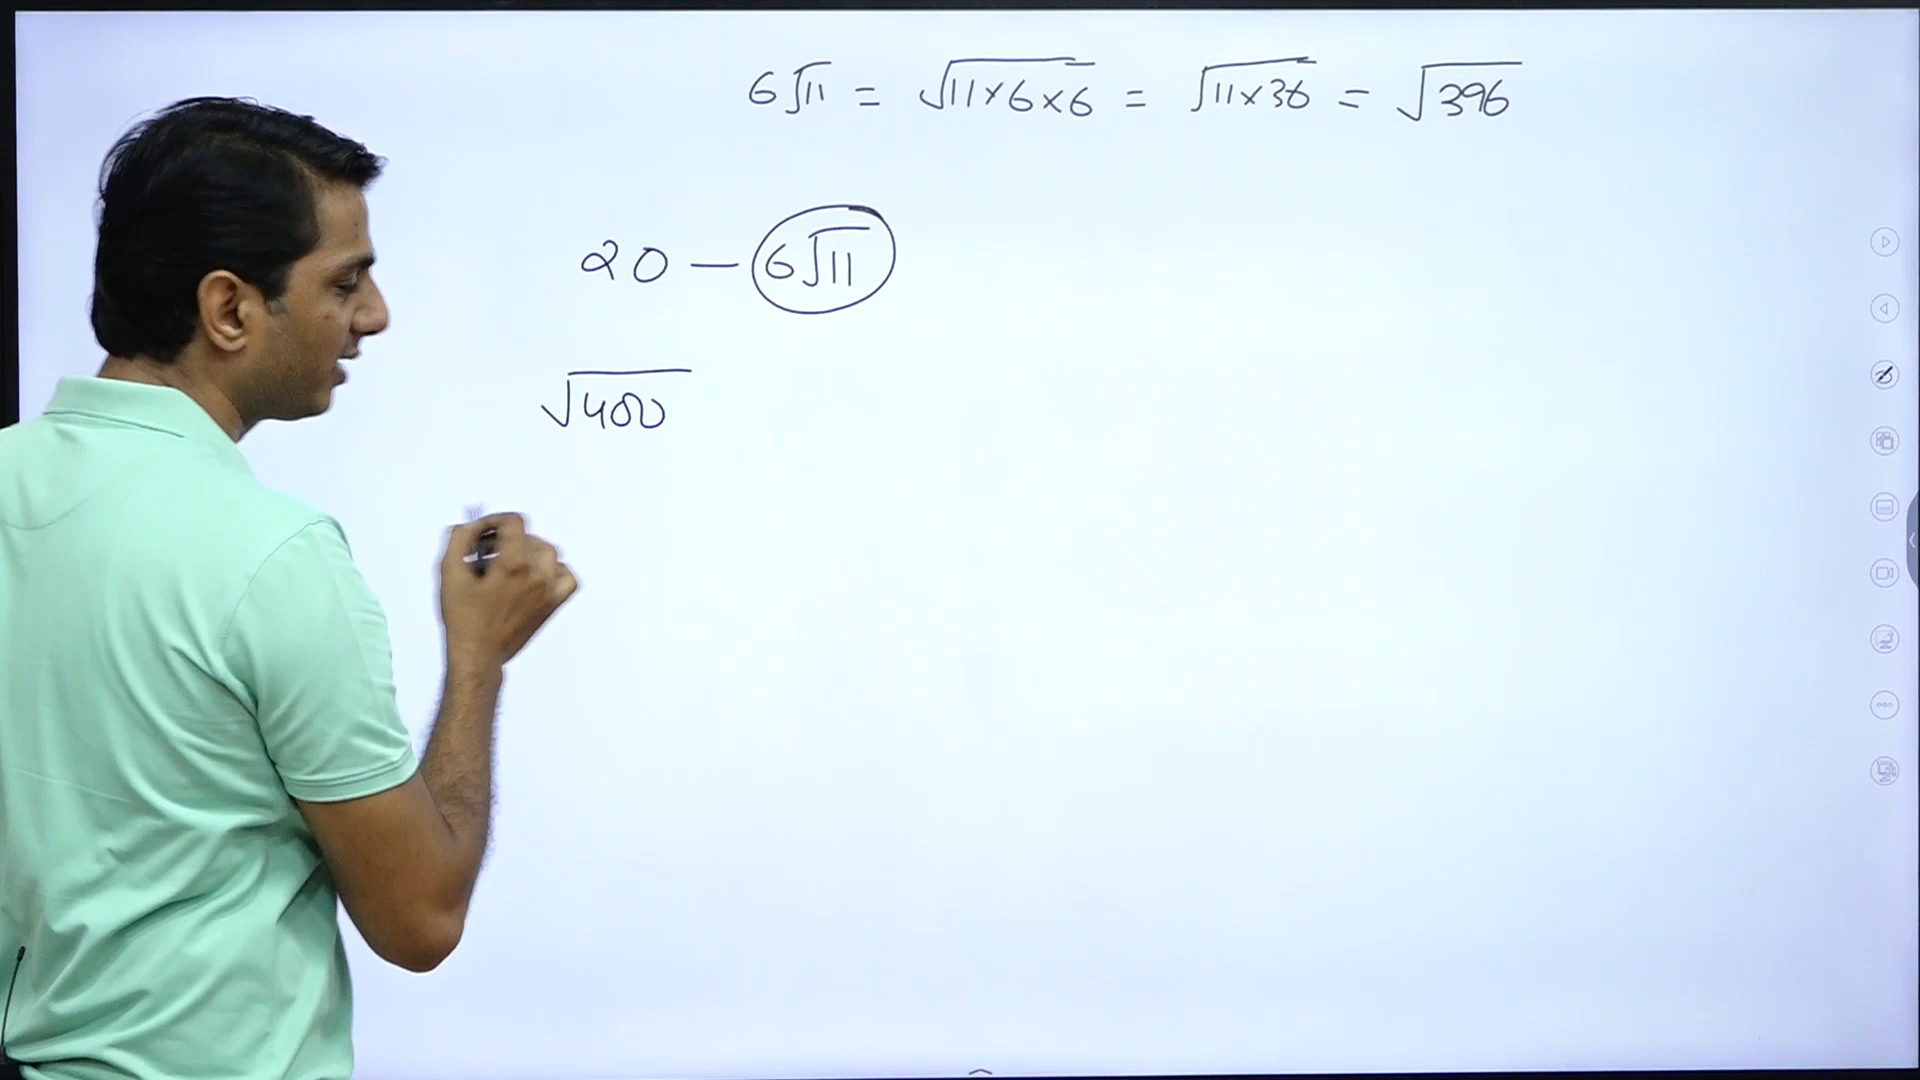 6√11 = √11×6×6 = √11×36 = √396
20 – 6√11
√400